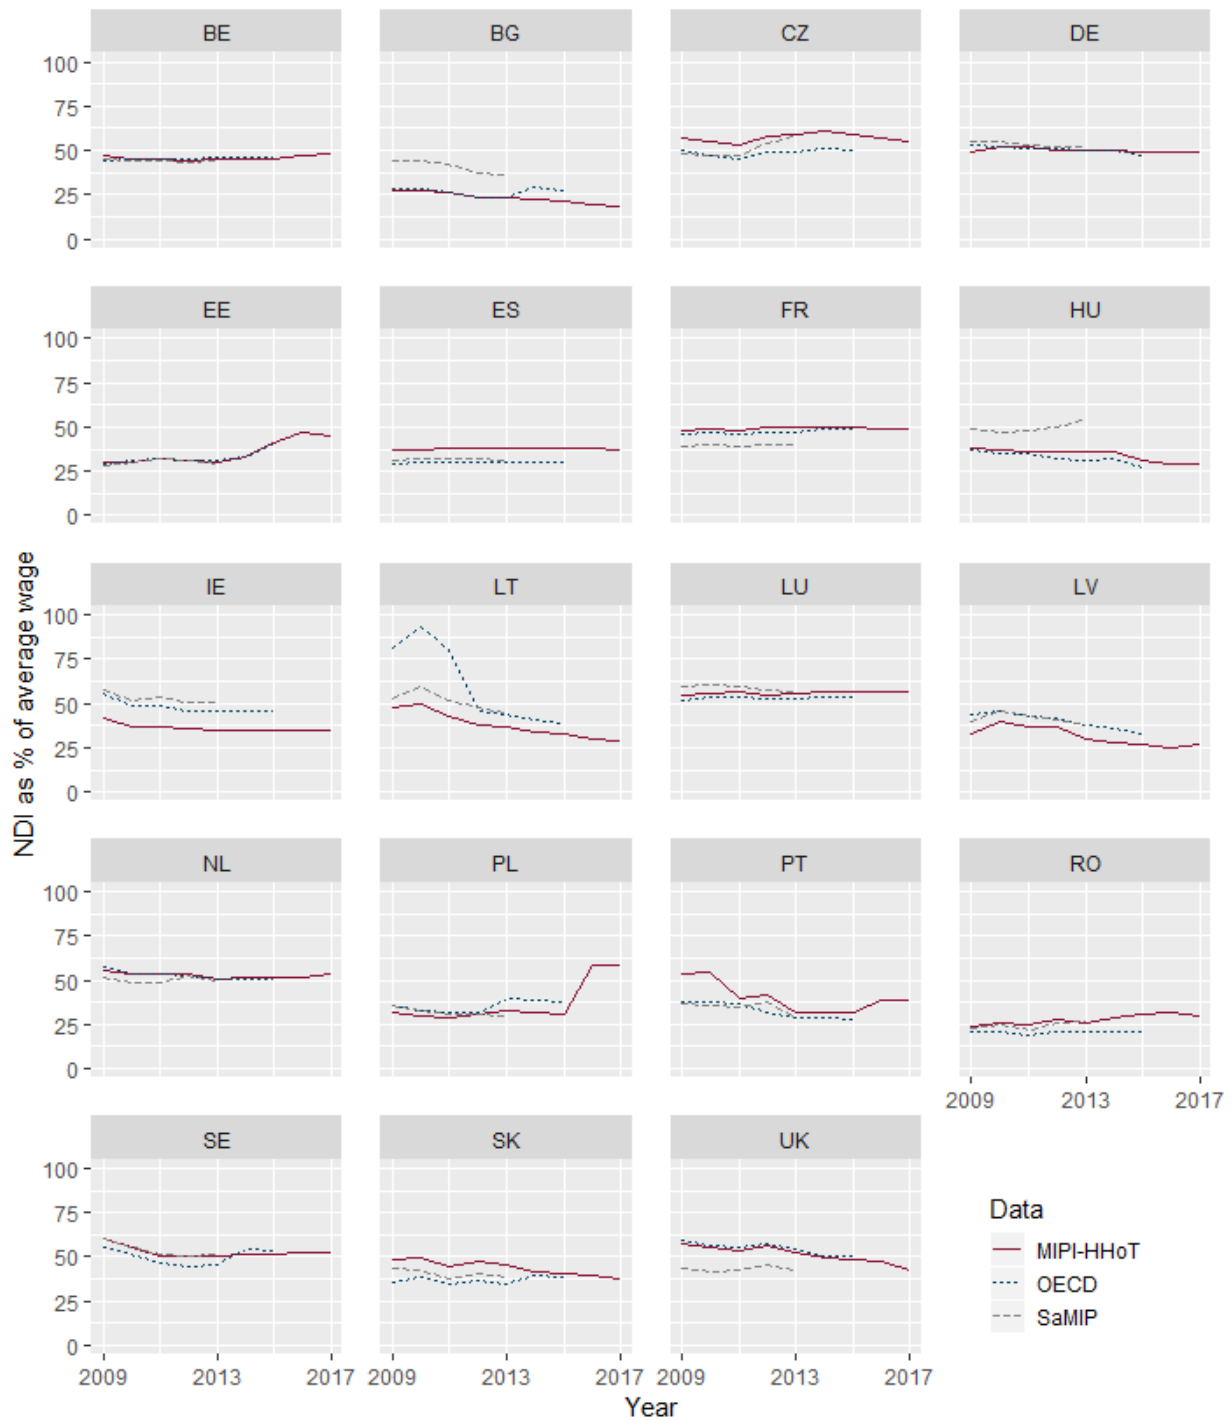 BE BG CZ DE
100
75
50
25
0
EE ES FR HU
100
75
50
25
0
IE LT LU LV
100
75
50
25
0
NDI as % of average wage
NL PL PT RO
100
75
50
25
0
2009 2013 2017
SE SK UK
100
75
50
25
0
2009 2013 2017 2009 2013 2017 2009 2013 2017
Year
Data
MIPI-HHoT
OECD
SaMIP